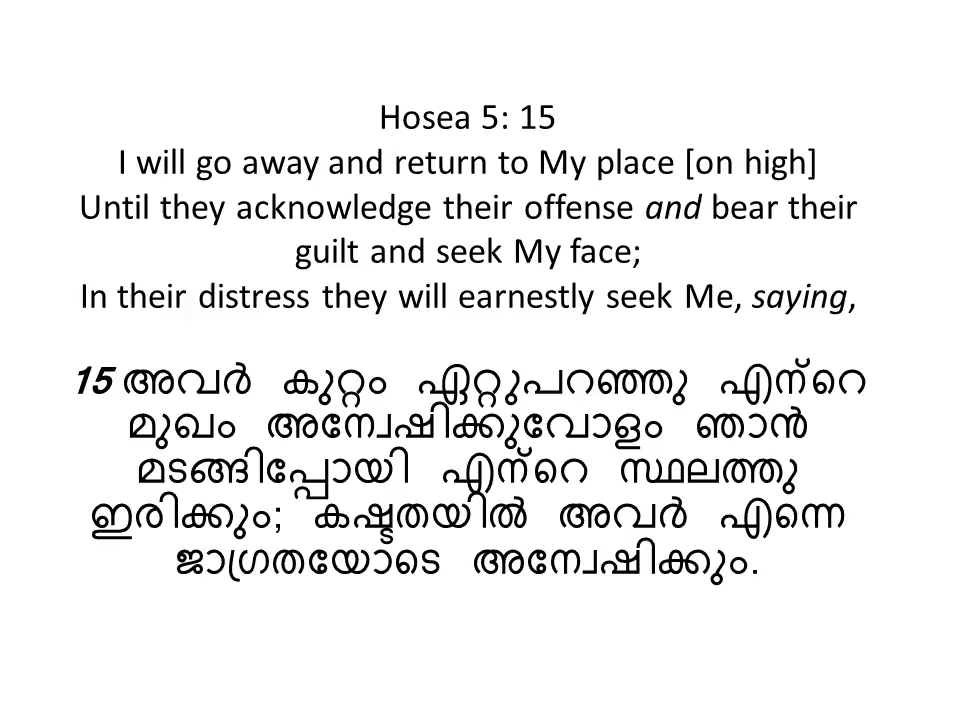 Hosea 5: 15
I will go away and return to My place [on high]
Until they acknowledge their offense and bear their
guilt and seek My face;
In their distress they will earnestly seek Me, saying,
15 അവർ കുറ്റം ഏറ്റുപറഞ്ഞു എന്റെ
മുഖം അന്വേഷിക്കുവോളം ഞാൻ
മടങ്ങിപ്പോയി എന്റെ സ്ഥലത്തു
ഇരിക്കും; കഷ്ടതയിൽ അവർ എന്നെ
ജാഗ്രതയോടെ അന്വേഷിക്കും.